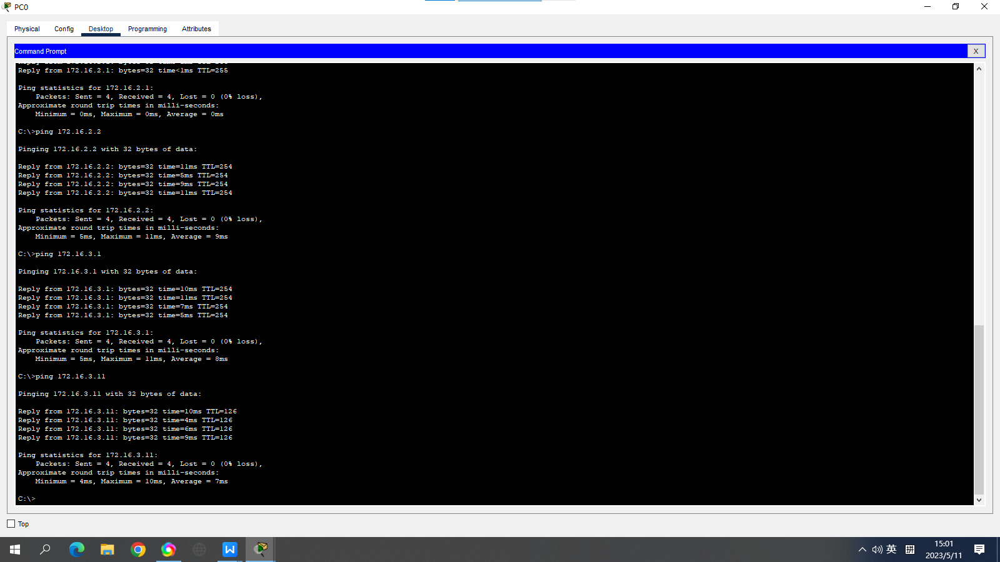 PC0
Physical Config Desktop Programming Attributes
Command Prompt X
Reply from 172.16.2.1: bytes=32 time<1ms TTL=255
Ping statistics for 172.16.2.1:
Packets: Sent = 4, Received = 4, Lost = 0 (0% loss),
Approximate round trip times in milli-seconds:
Minimum = 0ms, Maximum = 0ms, Average = 0ms
C:\>ping 172.16.2.2
Pinging 172.16.2.2 with 32 bytes of data:
Reply from 172.16.2.2: bytes=32 time=11ms TTL=254
Reply from 172.16.2.2: bytes=32 time=5ms TTL=254
Reply from 172.16.2.2: bytes=32 time=9ms TTL=254
Reply from 172.16.2.2: bytes=32 time=11ms TTL=254
Ping statistics for 172.16.2.2:
Packets: Sent = 4, Received = 4, Lost = 0 (0% loss),
Approximate round trip times in milli-seconds:
Minimum = 5ms, Maximum = 11ms, Average = 9ms
C:\>ping 172.16.3.1
Pinging 172.16.3.1 with 32 bytes of data:
Reply from 172.16.3.1: bytes=32 time=10ms TTL=254
Reply from 172.16.3.1: bytes=32 time=11ms TTL=254
Reply from 172.16.3.1: bytes=32 time=7ms TTL=254
Reply from 172.16.3.1: bytes=32 time=5ms TTL=254
Ping statistics for 172.16.3.1:
Packets: Sent = 4, Received = 4, Lost = 0 (0% loss),
Approximate round trip times in milli-seconds:
Minimum = 5ms, Maximum = 11ms, Average = 8ms
C:\>ping 172.16.3.11
Pinging 172.16.3.11 with 32 bytes of data:
Reply from 172.16.3.11: bytes=32 time=10ms TTL=126
Reply from 172.16.3.11: bytes=32 time=4ms TTL=126
Reply from 172.16.3.11: bytes=32 time=6ms TTL=126
Reply from 172.16.3.11: bytes=32 time=9ms TTL=126
Ping statistics for 172.16.3.11:
Packets: Sent = 4, Received = 4, Lost = 0 (0% loss),
Approximate round trip times in milli-seconds:
Minimum = 4ms, Maximum = 10ms, Average = 7ms
C:\>
Top
英 拼 15:01
2023/5/11